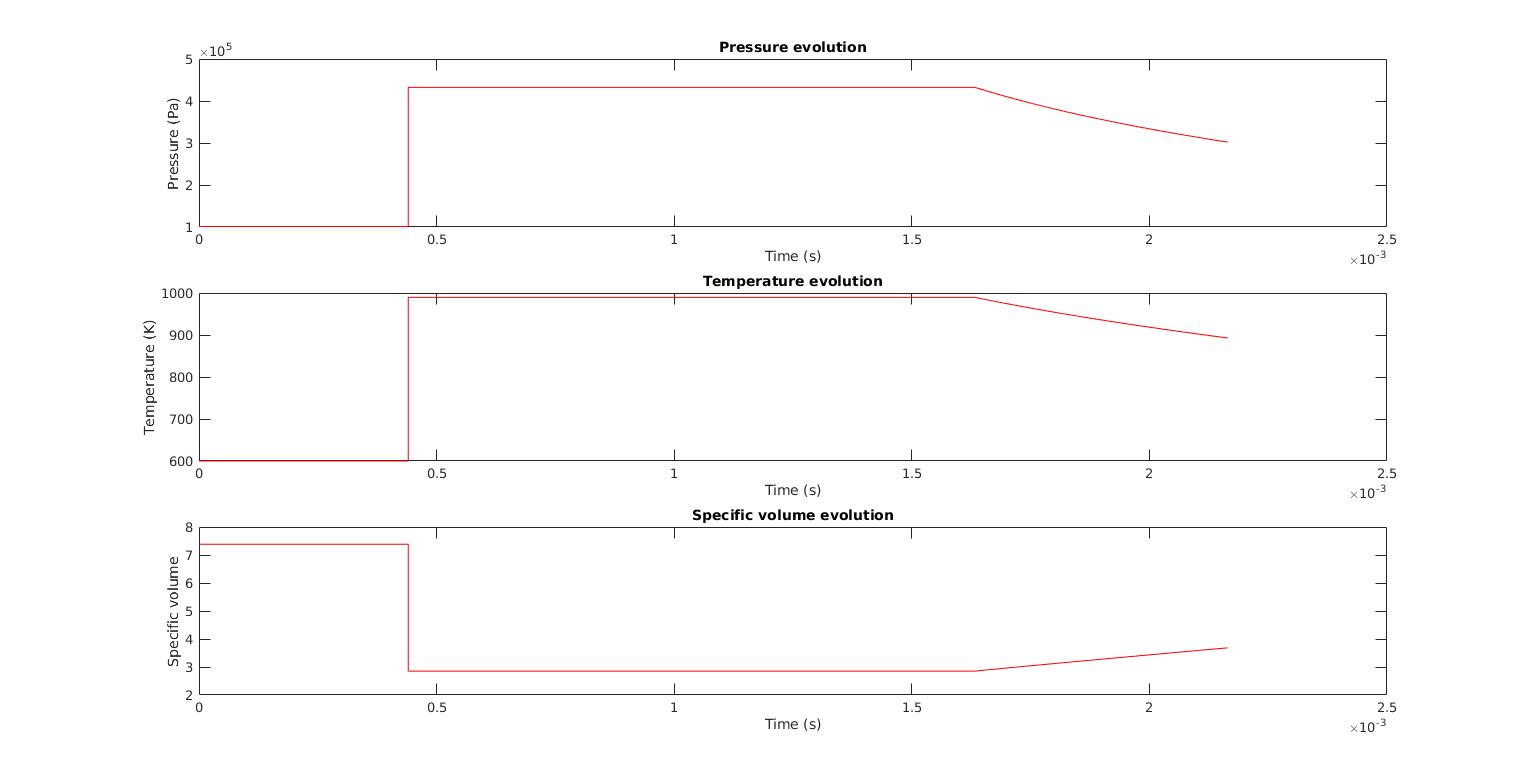 Pressure evolution
×10^5
5
4
3
2
1
Pressure (Pa)
0 0.5 1 1.5 2 2.5
Time (s)
×10^-3
Temperature evolution
1000
900
800
700
600
Temperature (K)
0 0.5 1 1.5 2 2.5
Time (s)
×10^-3
Specific volume evolution
8
7
6
5
4
3
2
Specific volume
0 0.5 1 1.5 2 2.5
Time (s)
×10^-3